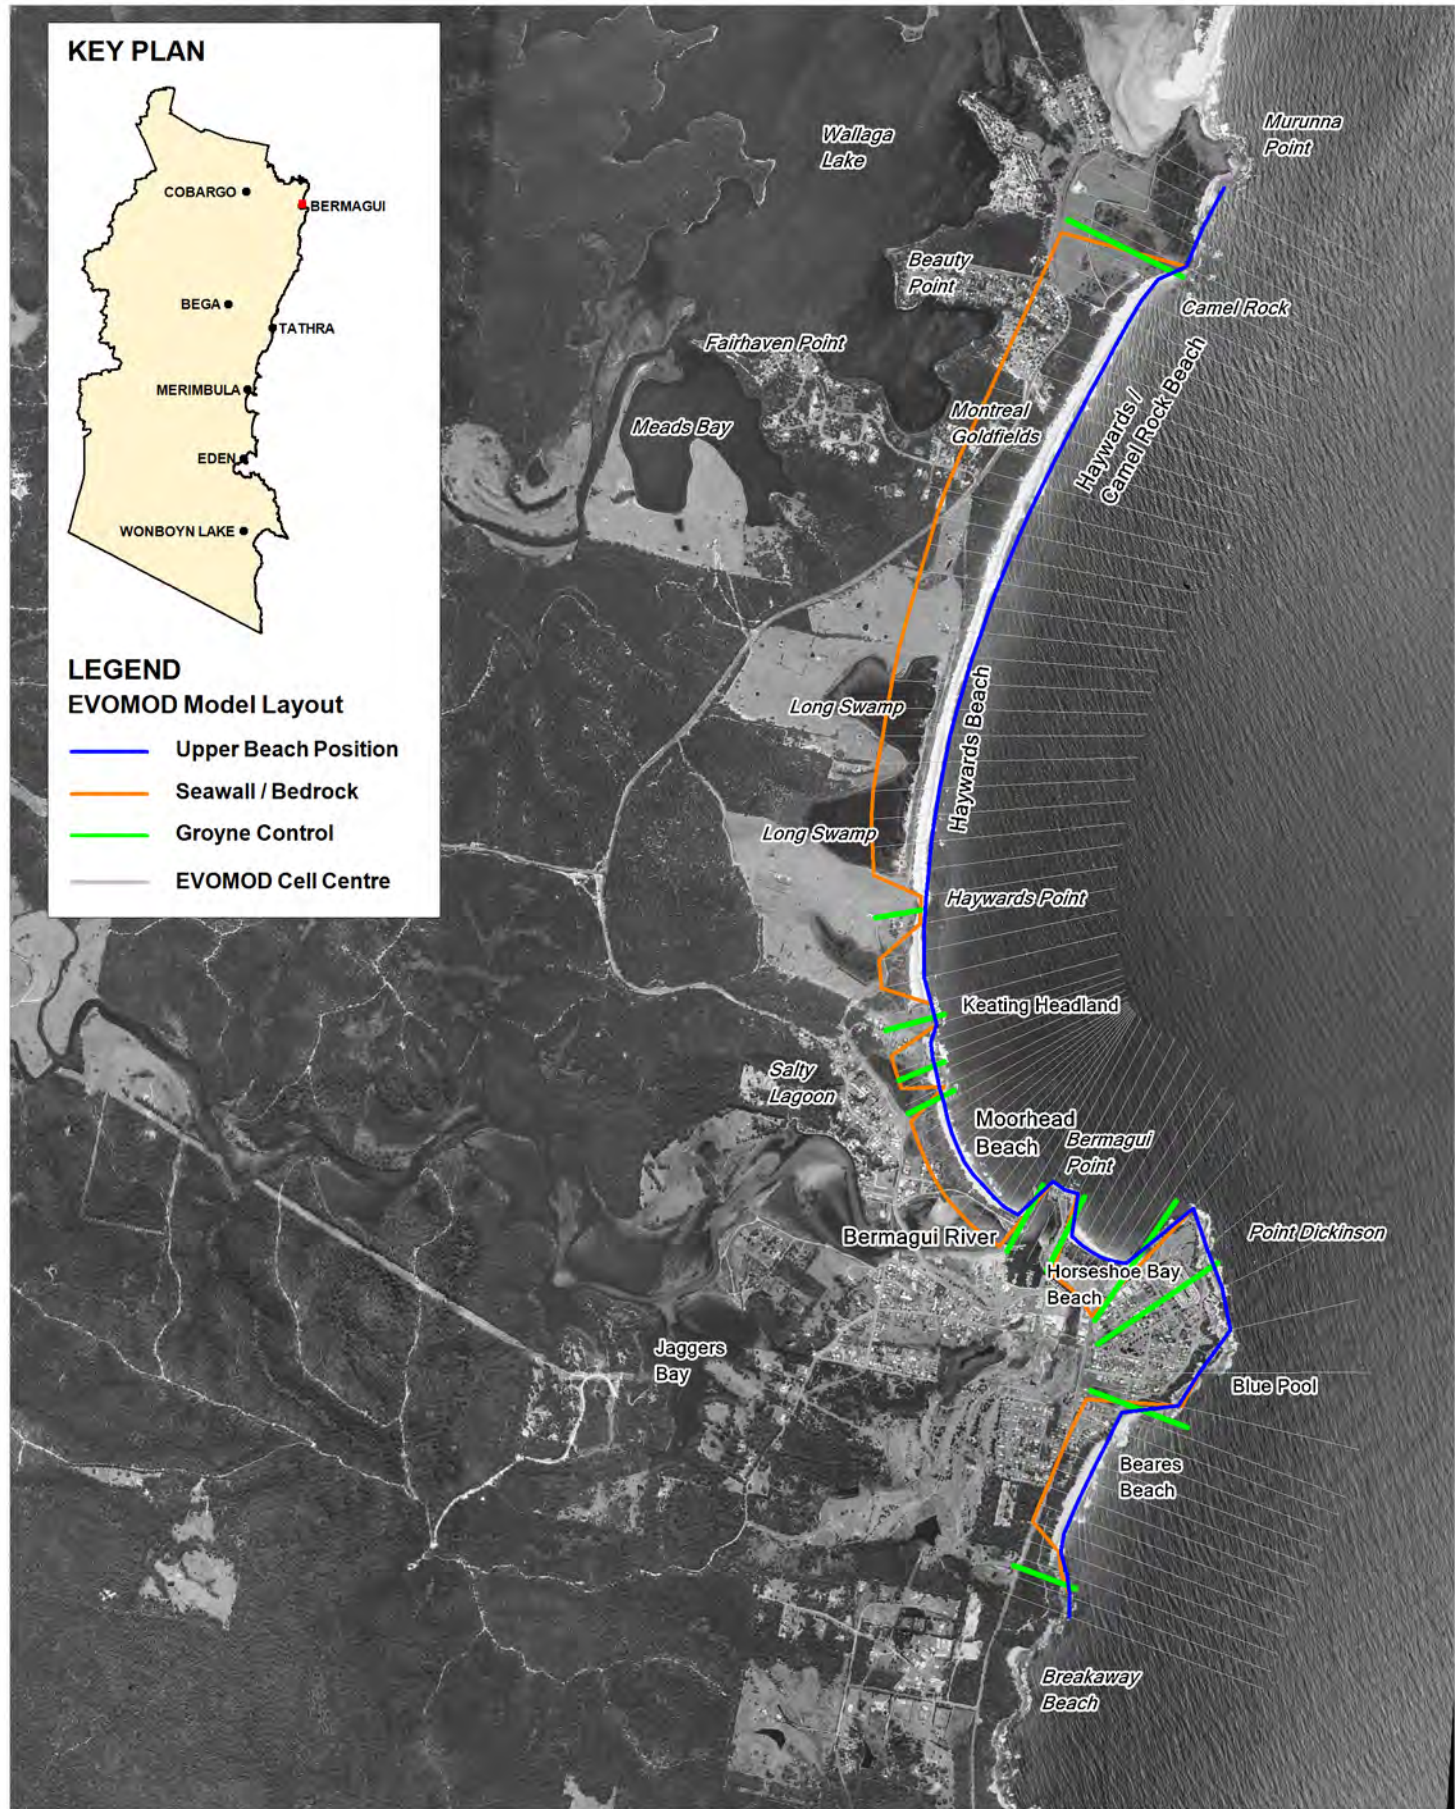 KEY PLAN
COBARGO
BERMAGUI
BEGA
TATHRA
MERIMBULA
EDEN
WONBOYN LAKE
LEGEND
EVOMOD Model Layout
Upper Beach Position
Seawall / Bedrock
Groyne Control
EVOMOD Cell Centre
Wallaga
Lake
Murunna
Point
Beauty
Point
Camel Rock
Fairhaven Point
Haywards /
Camel Rock Beach
Montreal
Goldfields
Meads Bay
Long Swamp
Haywards Beach
Long Swamp
Haywards Point
Keating Headland
Salty
Lagoon
Moorhead
Beach
Bermagui
Point
Bermagui River
Point Dickinson
Horseshoe Bay
Beach
Jaggers
Bay
Blue Pool
Beares
Beach
Breakaway
Beach